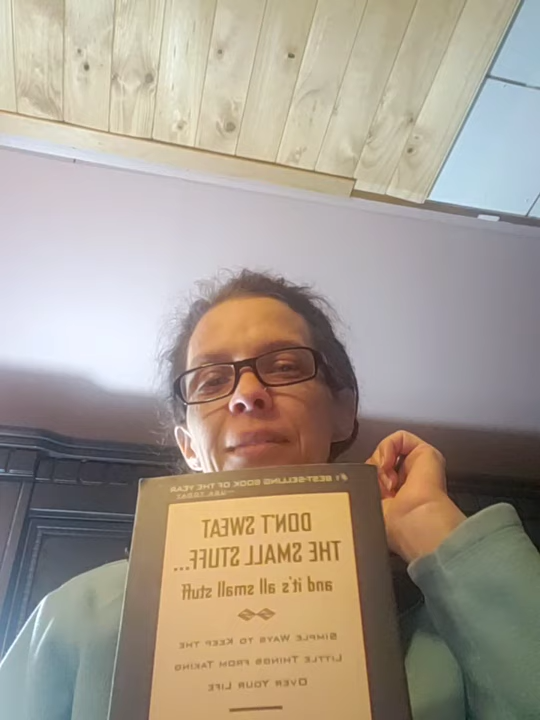 #1 BEST-SELLING BOOK OF THE YEAR
—USA TODAY
DON'T SWEAT
THE SMALL STUFF...
and it's all small stuff
SIMPLE WAYS TO KEEP THE
LITTLE THINGS FROM TAKING
OVER YOUR LIFE